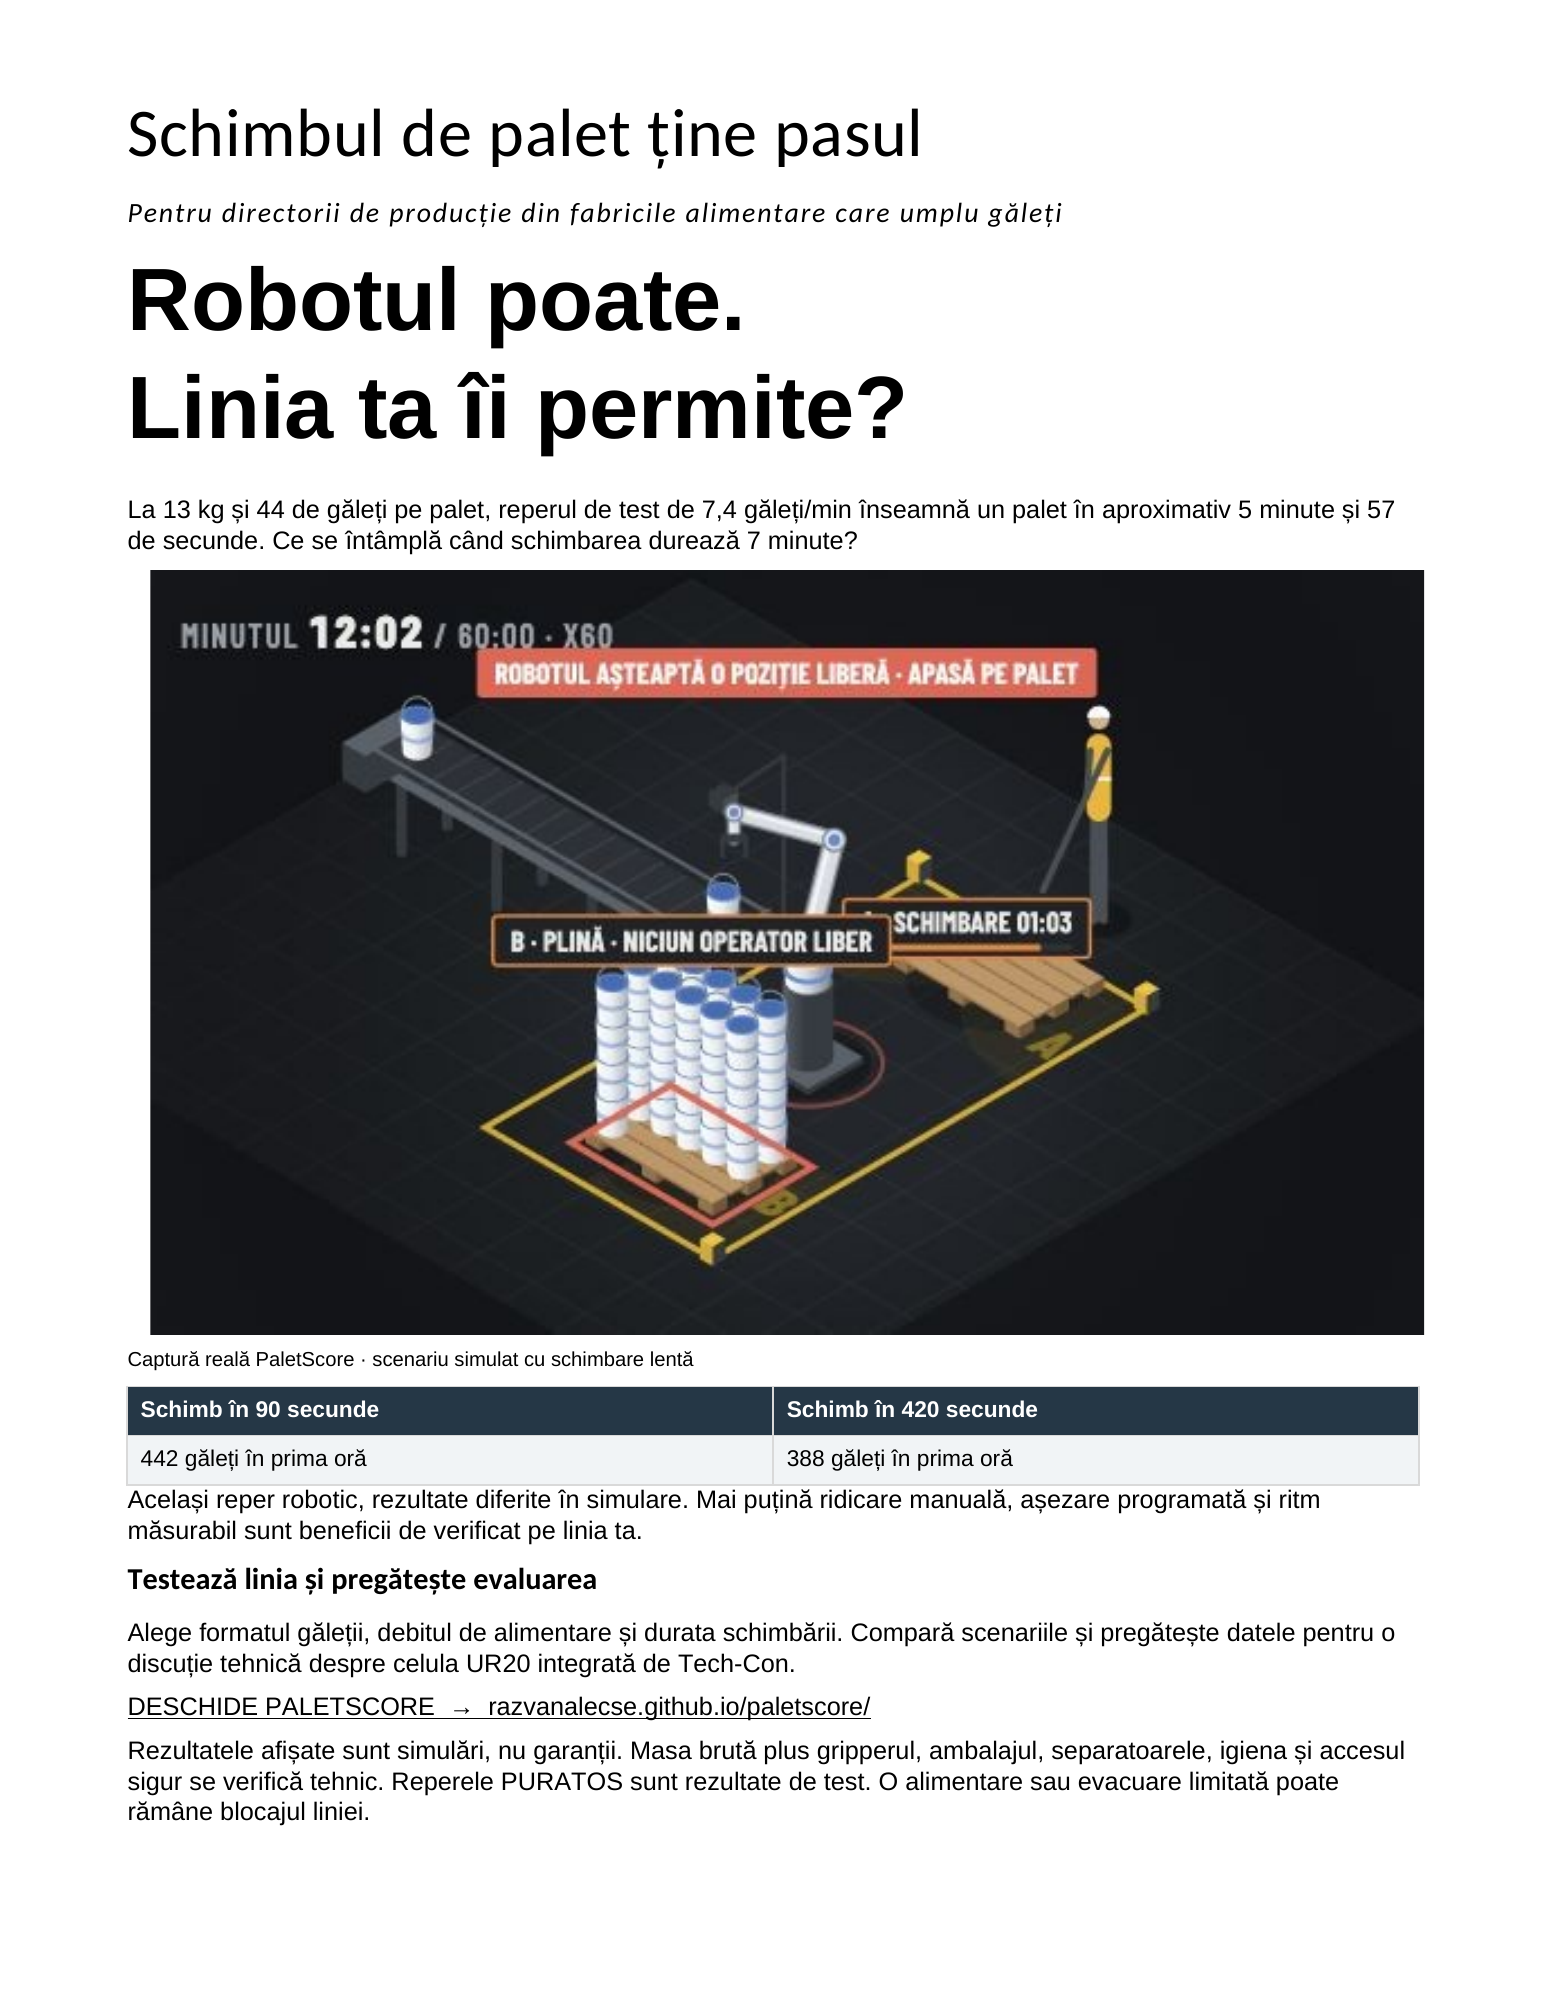 Schimbul de palet ține pasul
Pentru directorii de producție din fabricile alimentare care umplu găleți
Robotul poate.
Linia ta îi permite?
La 13 kg și 44 de găleți pe palet, reperul de test de 7,4 găleți/min înseamnă un palet în aproximativ 5 minute și 57
de secunde. Ce se întâmplă când schimbarea durează 7 minute?
MINUTUL 12:02 / 60:00 · X60
ROBOTUL AȘTEAPTĂ O POZIȚIE LIBERĂ · APASĂ PE PALET
SCHIMBARE 01:03
B · PLINĂ · NICIUN OPERATOR LIBER
A
B
Captură reală PaletScore · scenariu simulat cu schimbare lentă
Schimb în 90 secunde
Schimb în 420 secunde
442 găleți în prima oră
388 găleți în prima oră
Același reper robotic, rezultate diferite în simulare. Mai puțină ridicare manuală, așezare programată și ritm
măsurabil sunt beneficii de verificat pe linia ta.
Testează linia și pregătește evaluarea
Alege formatul găleții, debitul de alimentare și durata schimbării. Compară scenariile și pregătește datele pentru o
discuție tehnică despre celula UR20 integrată de Tech-Con.
DESCHIDE PALETSCORE → razvanalecse.github.io/paletscore/
Rezultatele afișate sunt simulări, nu garanții. Masa brută plus gripperul, ambalajul, separatoarele, igiena și accesul
sigur se verifică tehnic. Reperele PURATOS sunt rezultate de test. O alimentare sau evacuare limitată poate
rămâne blocajul liniei.